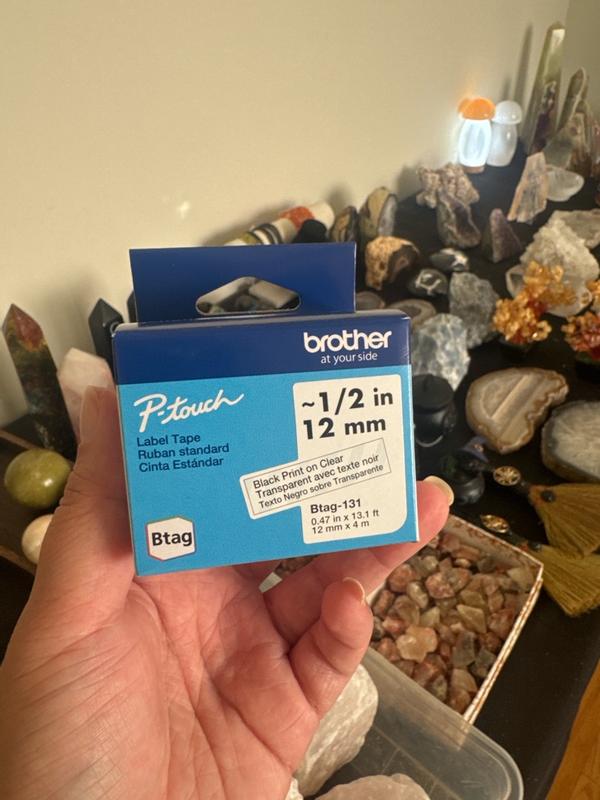 brother
at your side
P-touch
Label Tape
Ruban standard
Cinta Estándar
~1/2 in
12 mm
Black Print on Clear
Transparent avec texte noir
Texto Negro sobre Transparente
Btag-131
0.47 in x 13.1 ft
12 mm x 4 m
Btag